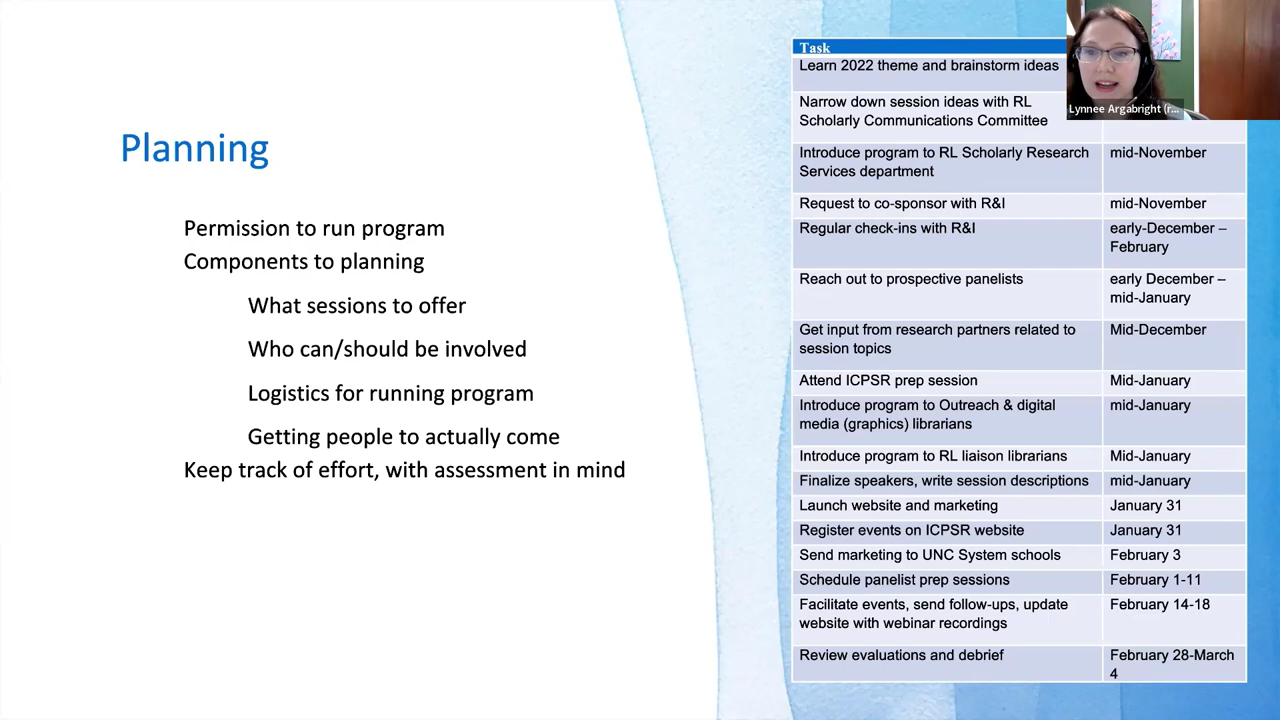 Planning
Permission to run program
Components to planning
What sessions to offer
Who can/should be involved
Logistics for running program
Getting people to actually come
Keep track of effort, with assessment in mind
Task
Learn 2022 theme and brainstorm ideas
Narrow down session ideas with RL
Scholarly Communications Committee
Introduce program to RL Scholarly Research
Services department
mid-November
Request to co-sponsor with R&I
mid-November
Regular check-ins with R&I
early-December –
February
Reach out to prospective panelists
early December –
mid-January
Get input from research partners related to
session topics
Mid-December
Attend ICPSR prep session
Mid-January
Introduce program to Outreach & digital
media (graphics) librarians
mid-January
Introduce program to RL liaison librarians
Mid-January
Finalize speakers, write session descriptions
mid-January
Launch website and marketing
January 31
Register events on ICPSR website
January 31
Send marketing to UNC System schools
February 3
Schedule panelist prep sessions
February 1-11
Facilitate events, send follow-ups, update
website with webinar recordings
February 14-18
Review evaluations and debrief
February 28-March
4
Lynnee Argabright (r...